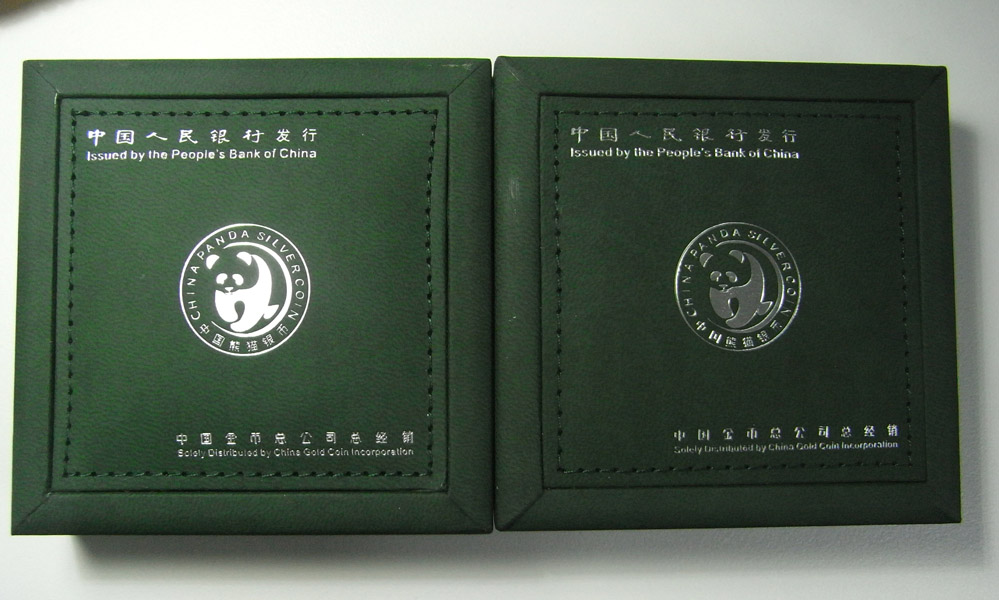 中国人民银行发行
Issued by the People's Bank of China
CHINA PANDA SILVER COIN
中国熊猫银币
中国金币总公司总经销
Solely Distributed by China Gold Coin Incorporation
中国人民银行发行
Issued by the People's Bank of China
CHINA PANDA SILVER COIN
中国熊猫银币
中国金币总公司总经销
Solely Distributed by China Gold Coin Incorporation